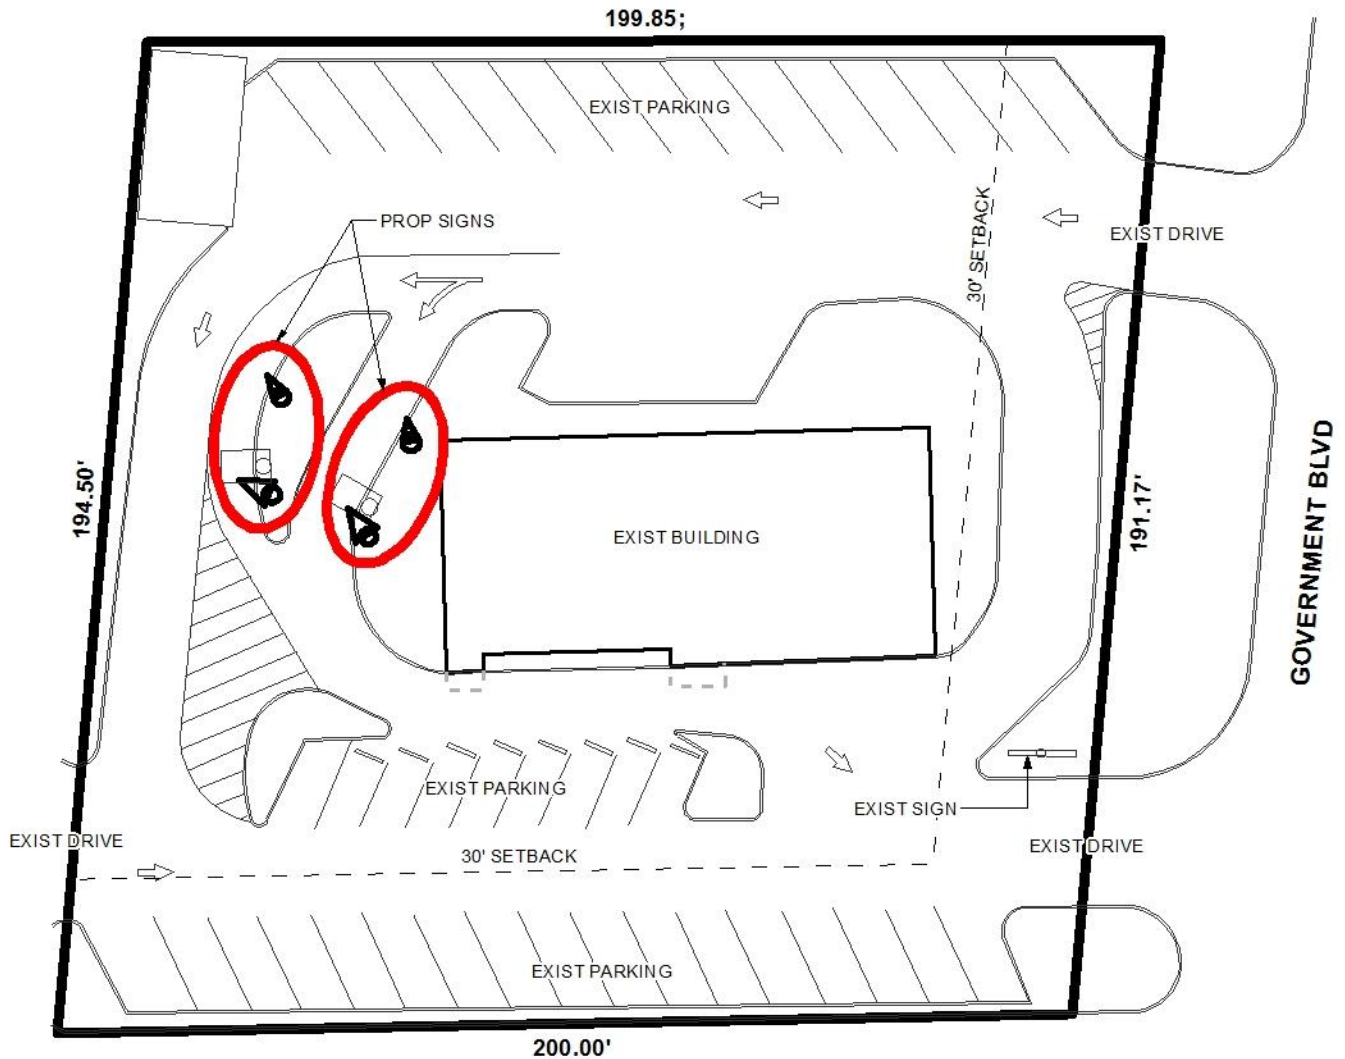 199.85;
EXIST PARKING
PROP SIGNS
30' SETBACK
EXIST DRIVE
194.50'
EXIST BUILDING
191.17'
GOVERNMENT BLVD
EXIST PARKING
EXIST SIGN
EXIST DRIVE
EXIST DRIVE
30' SETBACK
EXIST PARKING
200.00'